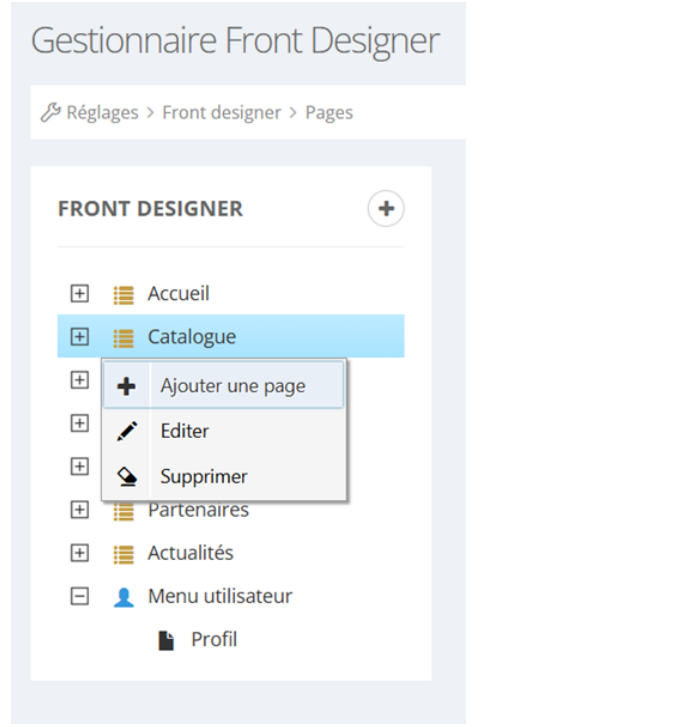 Gestionnaire Front Designer
Réglages > Front designer > Pages
FRONT DESIGNER
Accueil
Catalogue
Ajouter une page
Editer
Supprimer
Partenaires
Actualités
Menu utilisateur
Profil